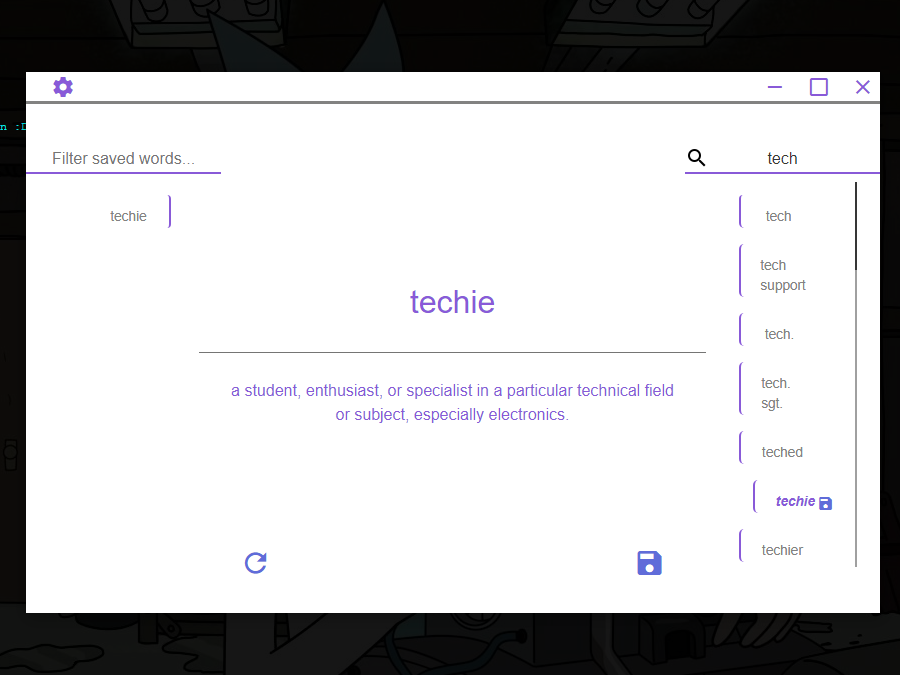 n :D
Filter saved words...
tech
techie
tech
tech
support
tech.
tech.
sgt.
teched
techie
techier
techie
a student, enthusiast, or specialist in a particular technical field
or subject, especially electronics.